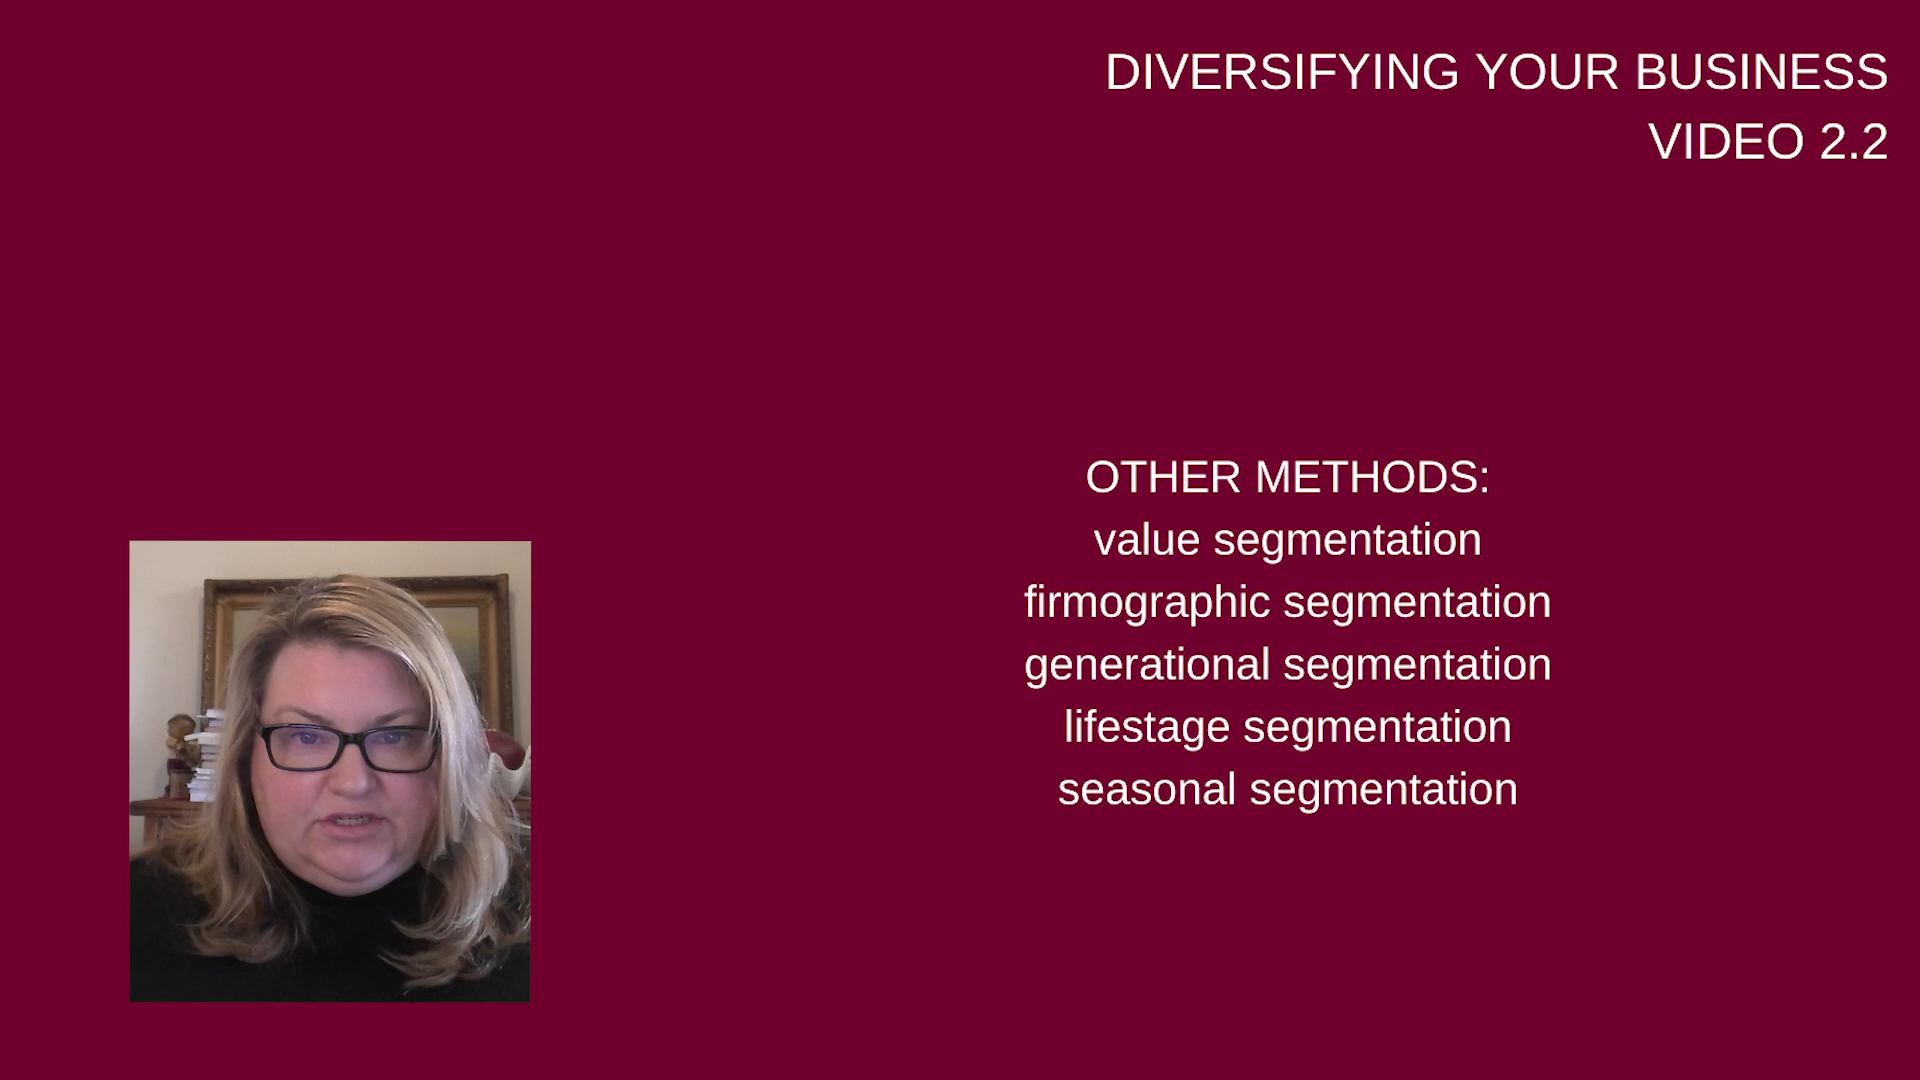 DIVERSIFYING YOUR BUSINESS
VIDEO 2.2
OTHER METHODS:
value segmentation
firmographic segmentation
generational segmentation
lifestage segmentation
seasonal segmentation